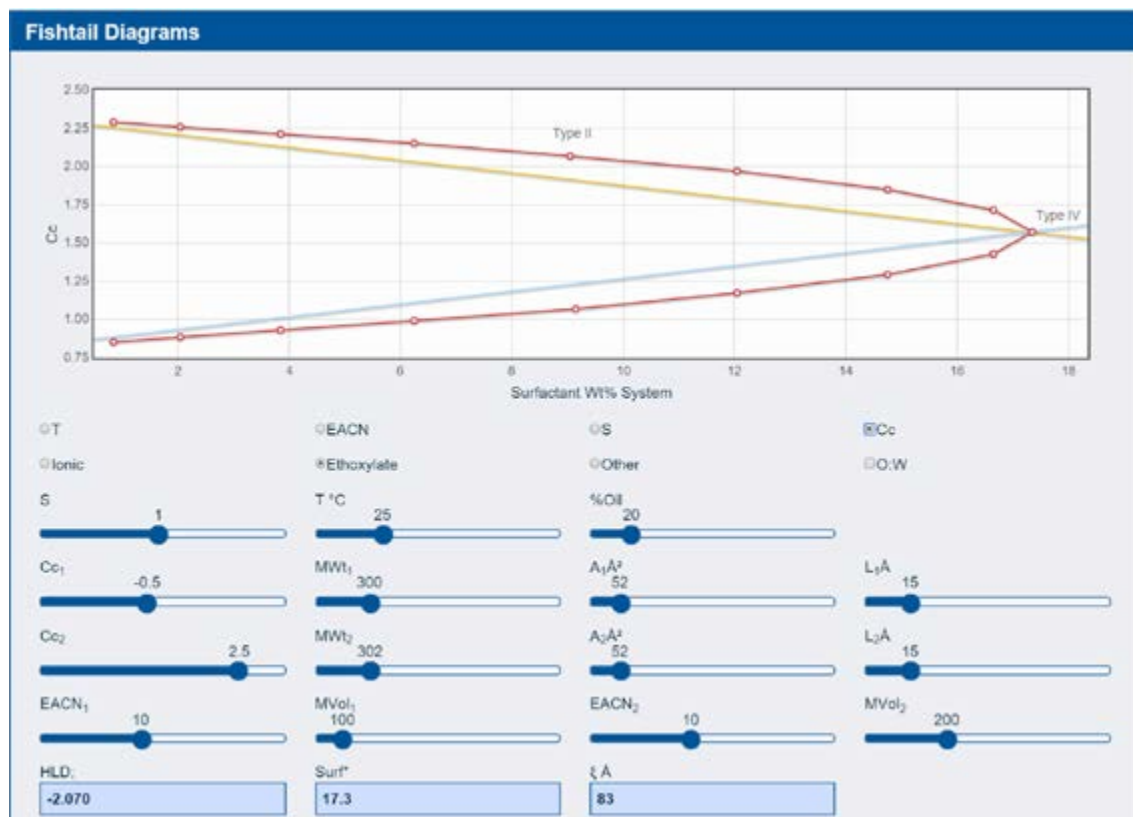 Fishtail Diagrams
2.50
2.25
2.00
1.75
1.50
1.25
1.00
0.75
Cc
Type II
Type IV
2 4 6 8 10 12 14 16 18
Surfactant Wt% System
T EACN S Cc
Ionic Ethoxylate Other O:W
S T °C %Oil
1 25 20
Cc₁ MWt₁ A₁Å² L₁Å
-0.5 300 52 15
Cc₂ MWt₂ A₂Å² L₂Å
2.5 302 52 15
EACN₁ MVol₁ EACN₂ MVol₂
10 100 10 200
HLD: Surf* ξ Å
-2.070 17.3 83